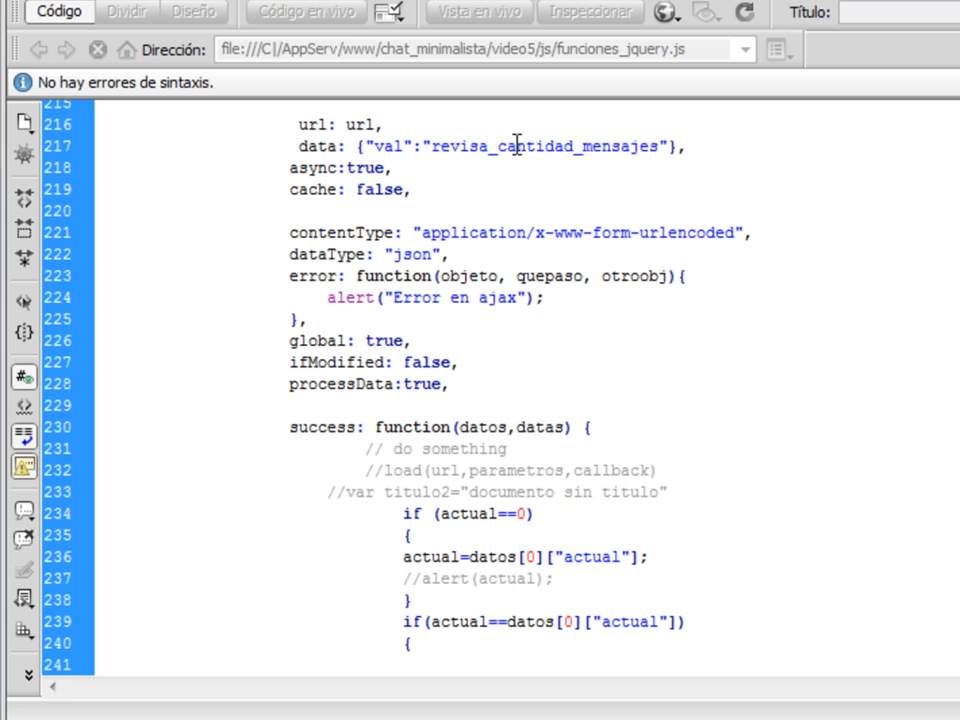 Código Dividir Diseño Código en vivo Vista en vivo Inspeccionar Título:
Dirección: file:///C|/AppServ/www/chat_minimalista/video5/js/funciones_jquery.js
No hay errores de sintaxis.
215
216 url: url,
217 data: {"val":"revisa_cantidad_mensajes"},
218 async:true,
219 cache: false,
220
221 contentType: "application/x-www-form-urlencoded",
222 dataType: "json",
223 error: function(objeto, quepaso, otroobj){
224 alert("Error en ajax");
225 },
226 global: true,
227 ifModified: false,
228 processData:true,
229
230 success: function(datos,datas) {
231 // do something
232 //load(url,parametros,callback)
233 //var titulo2="documento sin titulo"
234 if (actual==0)
235 {
236 actual=datos[0]["actual"];
237 //alert(actual);
238 }
239 if(actual==datos[0]["actual"])
240 {
241